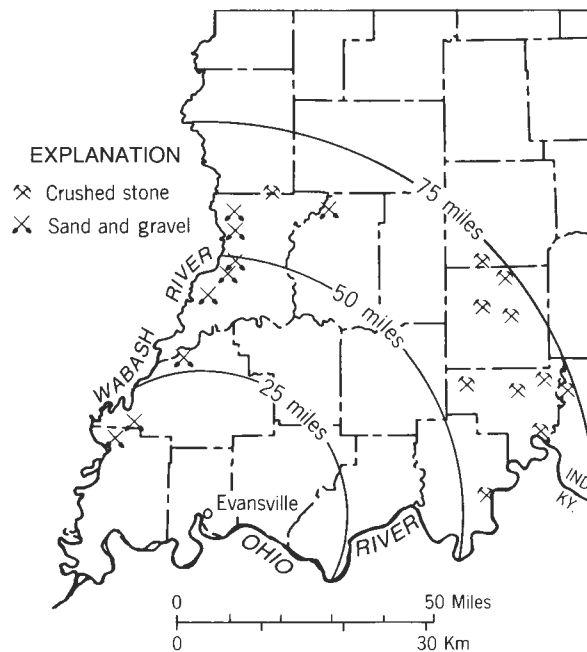 EXPLANATION
Crushed stone
Sand and gravel
75 miles
50 miles
25 miles
WABASH RIVER
Evansville
OHIO RIVER
IND
KY.
0 50 Miles
0 30 Km